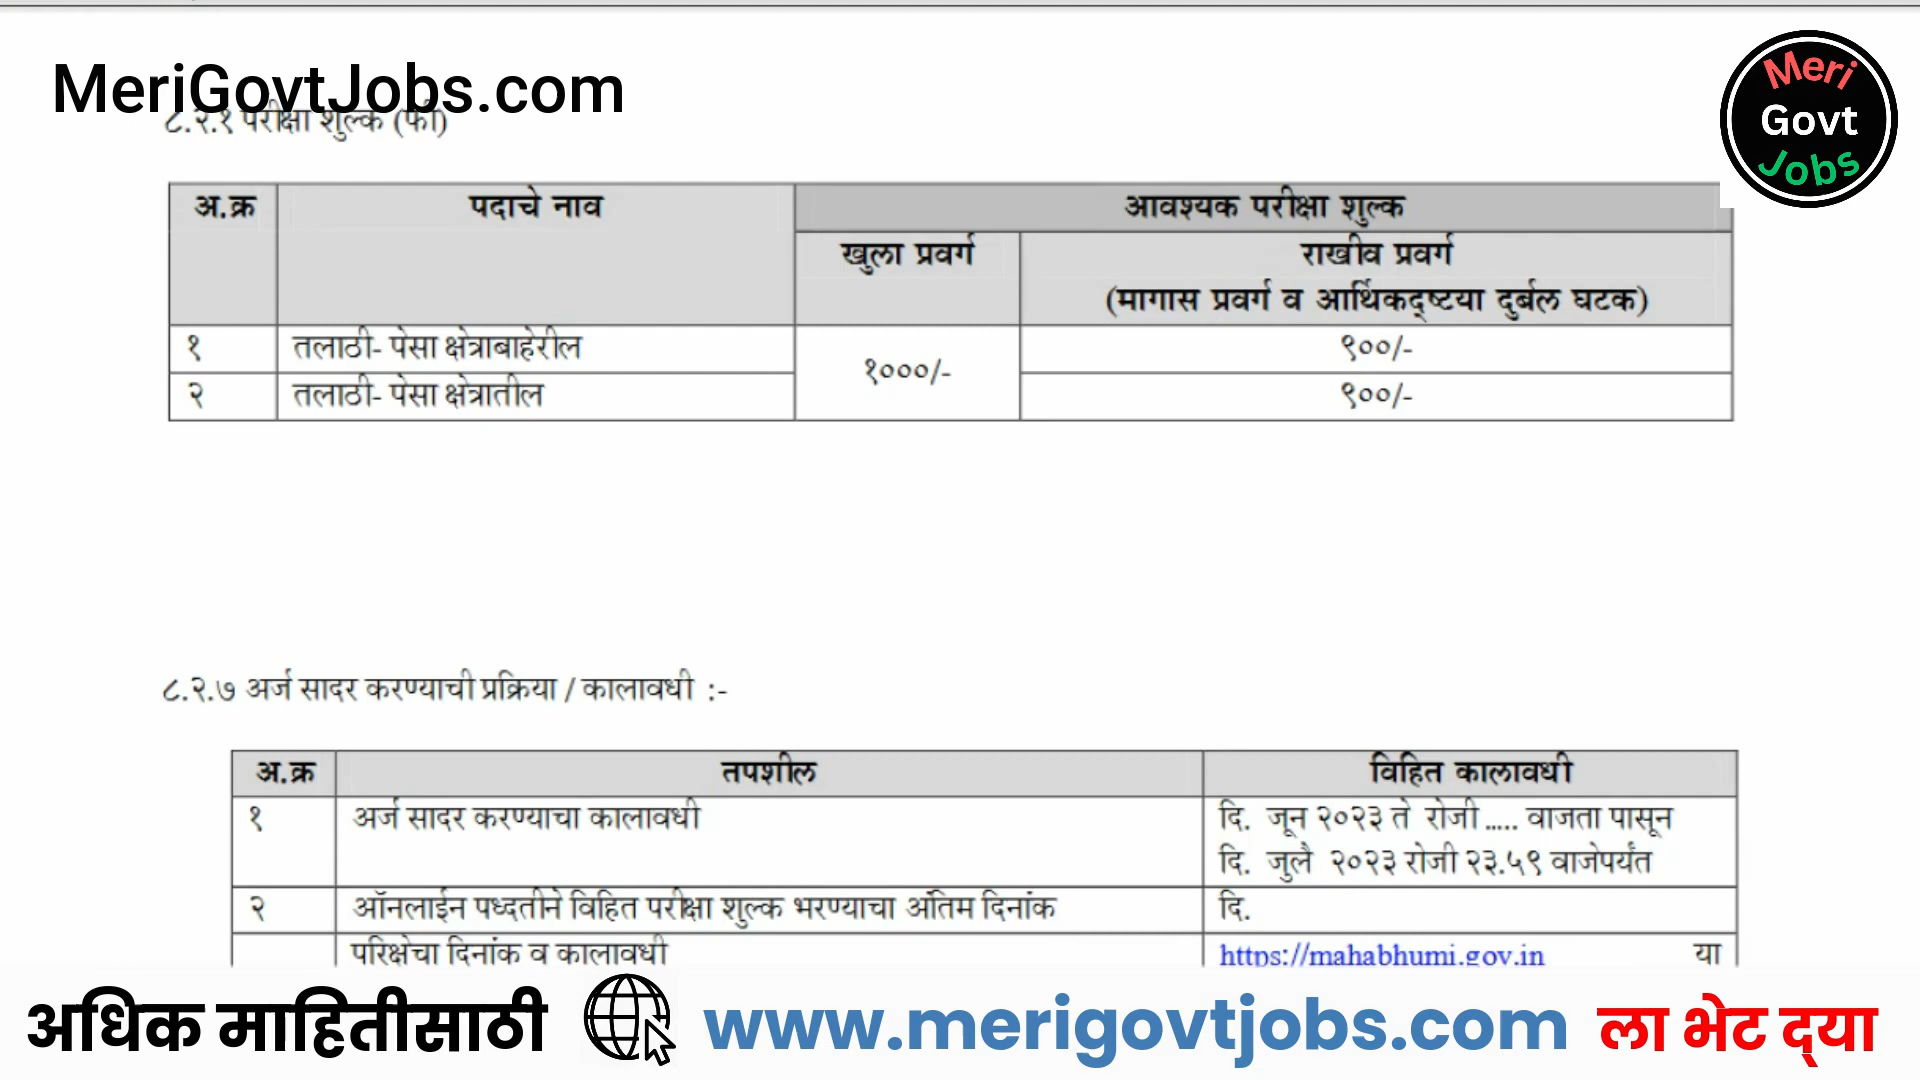 MeriGovtJobs.com
Meri
Govt
Jobs
८.२.१ परीक्षा शुल्क (फी)
अ.क्र पदाचे नाव आवश्यक परीक्षा शुल्क
खुला प्रवर्ग राखीव प्रवर्ग
(मागास प्रवर्ग व आर्थिकदृष्टया दुर्बल घटक)
१ तलाठी- पेसा क्षेत्राबाहेरील १०००/- ९००/-
२ तलाठी- पेसा क्षेत्रातील ९००/-
८.२.७ अर्ज सादर करण्याची प्रक्रिया / कालावधी :-
अ.क्र तपशील विहित कालावधी
१ अर्ज सादर करण्याचा कालावधी दि. जून २०२३ ते रोजी ..... वाजता पासून
दि. जुलै २०२३ रोजी २३.५९ वाजेपर्यंत
२ ऑनलाईन पध्दतीने विहित परीक्षा शुल्क भरण्याचा अंतिम दिनांक दि.
परिक्षेचा दिनांक व कालावधी https://mahabhumi.gov.in या
अधिक माहितीसाठी www.merigovtjobs.com ला भेट द्या